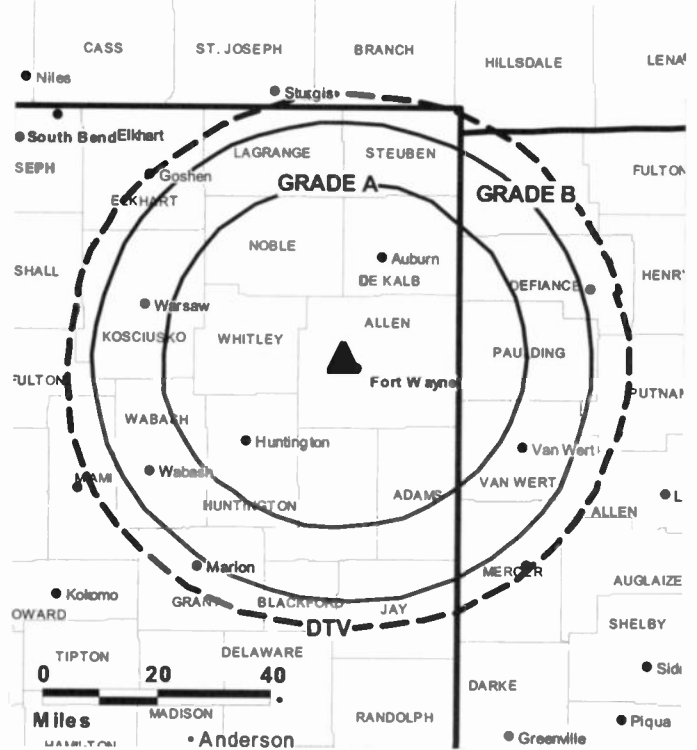 CASS
ST. JOSEPH
BRANCH
HILLSDALE
LENA
Niles
Sturgis
South Bend
Elkhart
SEPH
LAGRANGE
STEUBEN
FULTON
Goshen
GRADE A
GRADE B
ELKHART
NOBLE
Auburn
SHALL
DE KALB
DEFIANCE
HENRY
Warsaw
ALLEN
KOSCIUSKO
WHITLEY
PAULDING
FULTON
Fort Wayne
PUTNAM
WABASH
Huntington
Van Wert
Wabash
MIAMI
VAN WERT
ADAMS
L
HUNTINGTON
ALLEN
Marion
MERCER
AUGLAIZE
Kokomo
GRANT
BLACKFORD
JAY
OWARD
DTV
SHELBY
TIPTON
DELAWARE
0 20 40
Sid
DARKE
Miles
MADISON
RANDOLPH
Piqua
HAMILTON
Anderson
Greenville